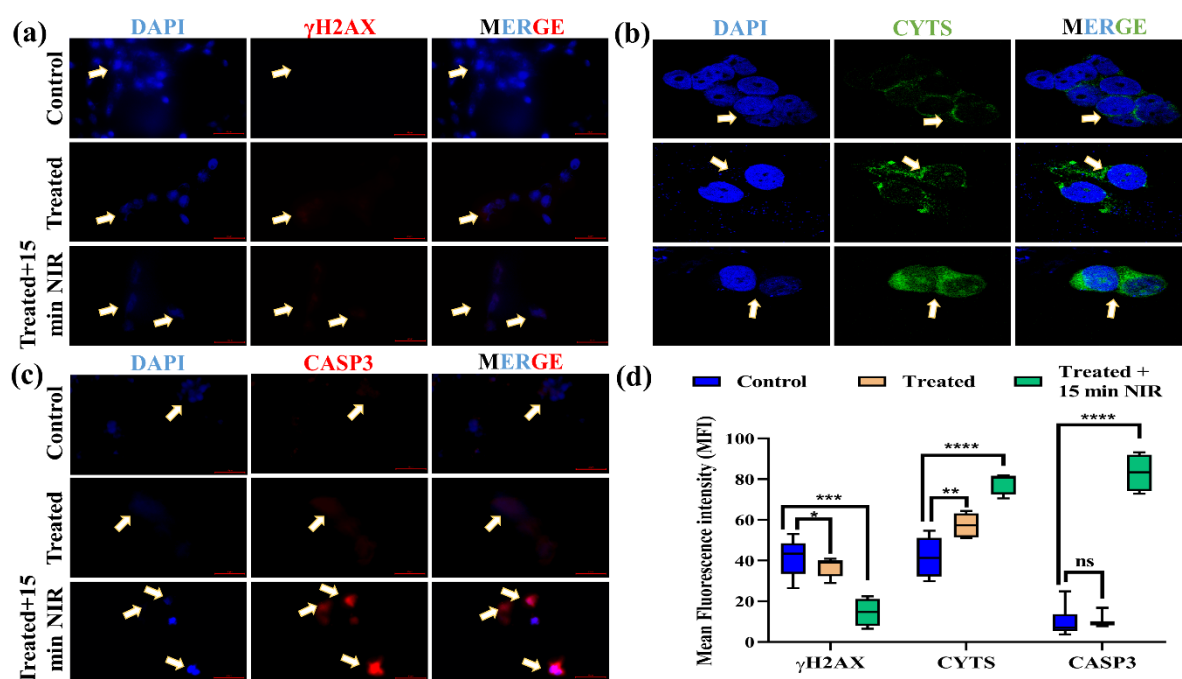 (a)
DAPI
γH2AX
MERGE
Control
Treated
Treated+15
min NIR
(b)
DAPI
CYTS
MERGE
(c)
DAPI
CASP3
MERGE
Control
Treated
Treated+15
min NIR
(d)
Control
Treated
Treated +
15 min NIR
Mean Fluorescence intensity (MFI)
100
80
60
40
20
0
***
*
****
**
****
ns
γH2AX
CYTS
CASP3